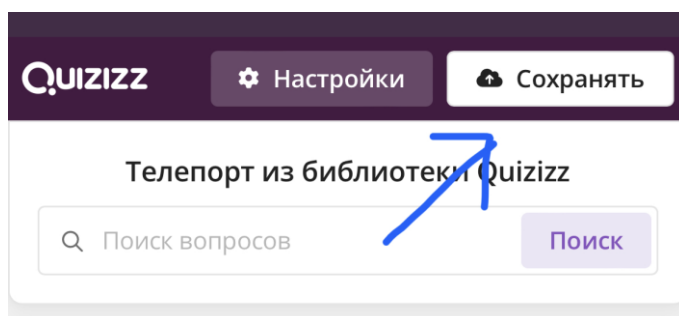 Quizizz Настройки Сохранять
Телепорт из библиотеки Quizizz
Поиск вопросов Поиск